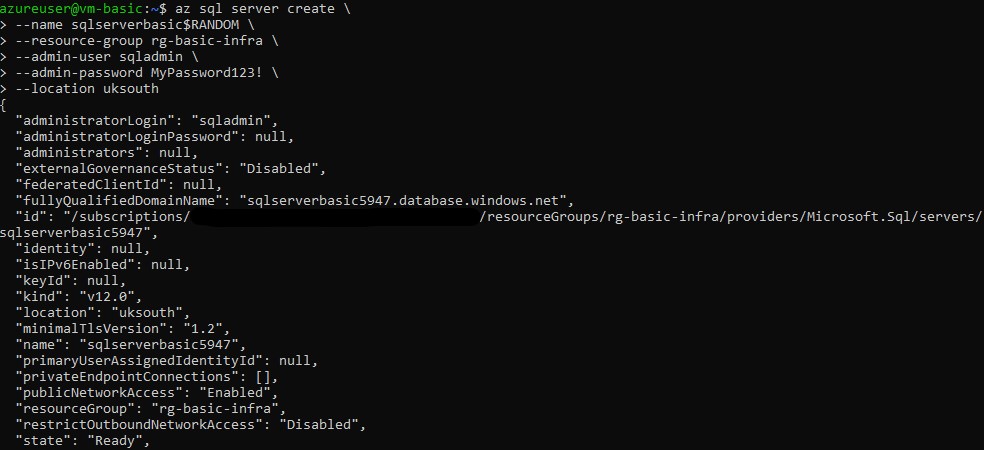 azureuser@vm-basic:~$ az sql server create \
> --name sqlserverbasic$RANDOM \
> --resource-group rg-basic-infra \
> --admin-user sqladmin \
> --admin-password MyPassword123! \
> --location uksouth
{
  "administratorLogin": "sqladmin",
  "administratorLoginPassword": null,
  "administrators": null,
  "externalGovernanceStatus": "Disabled",
  "federatedClientId": null,
  "fullyQualifiedDomainName": "sqlserverbasic5947.database.windows.net",
  "id": "/subscriptions/ /resourceGroups/rg-basic-infra/providers/Microsoft.Sql/servers/
sqlserverbasic5947",
  "identity": null,
  "isIPv6Enabled": null,
  "keyId": null,
  "kind": "v12.0",
  "location": "uksouth",
  "minimalTlsVersion": "1.2",
  "name": "sqlserverbasic5947",
  "primaryUserAssignedIdentityId": null,
  "privateEndpointConnections": [],
  "publicNetworkAccess": "Enabled",
  "resourceGroup": "rg-basic-infra",
  "restrictOutboundNetworkAccess": "Disabled",
  "state": "Ready",